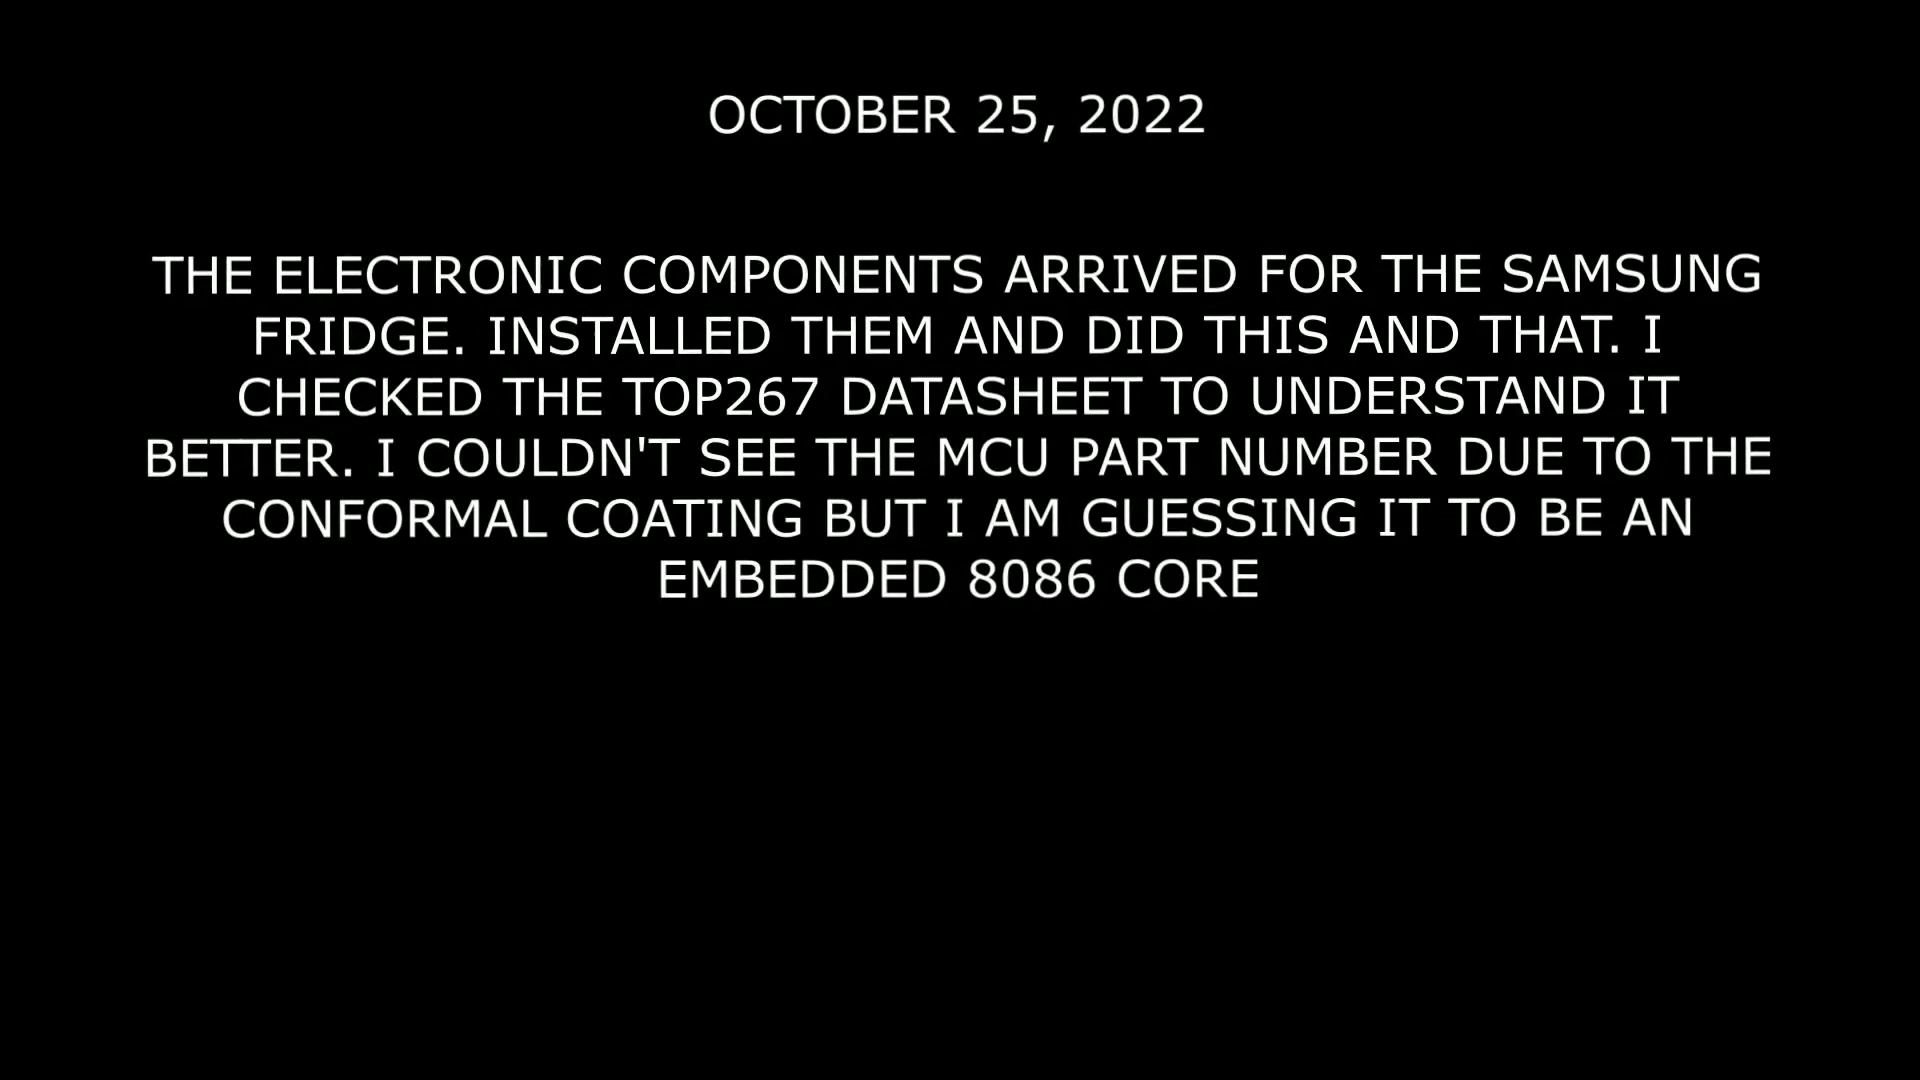 OCTOBER 25, 2022
THE ELECTRONIC COMPONENTS ARRIVED FOR THE SAMSUNG
FRIDGE. INSTALLED THEM AND DID THIS AND THAT. I
CHECKED THE TOP267 DATASHEET TO UNDERSTAND IT
BETTER. I COULDN'T SEE THE MCU PART NUMBER DUE TO THE
CONFORMAL COATING BUT I AM GUESSING IT TO BE AN
EMBEDDED 8086 CORE